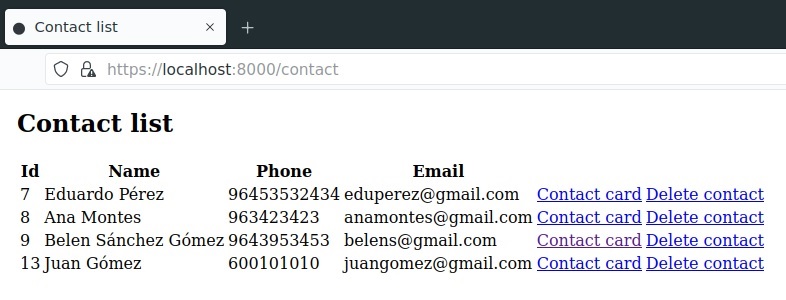 Contact list
https://localhost:8000/contact
Contact list
Id Name Phone Email
7 Eduardo Pérez 96453532434 eduperez@gmail.com Contact card Delete contact
8 Ana Montes 963423423 anamontes@gmail.com Contact card Delete contact
9 Belen Sánchez Gómez 9643953453 belens@gmail.com Contact card Delete contact
13 Juan Gómez 600101010 juangomez@gmail.com Contact card Delete contact